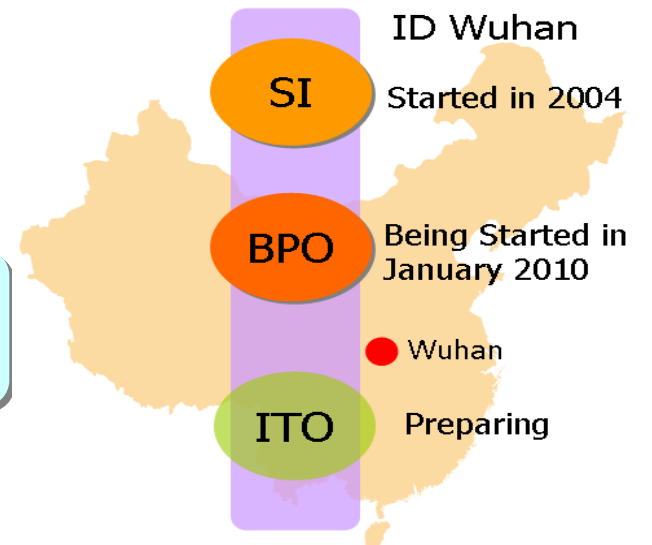 ID Wuhan
SI
Started in 2004
BPO
Being Started in
January 2010
Wuhan
ITO
Preparing